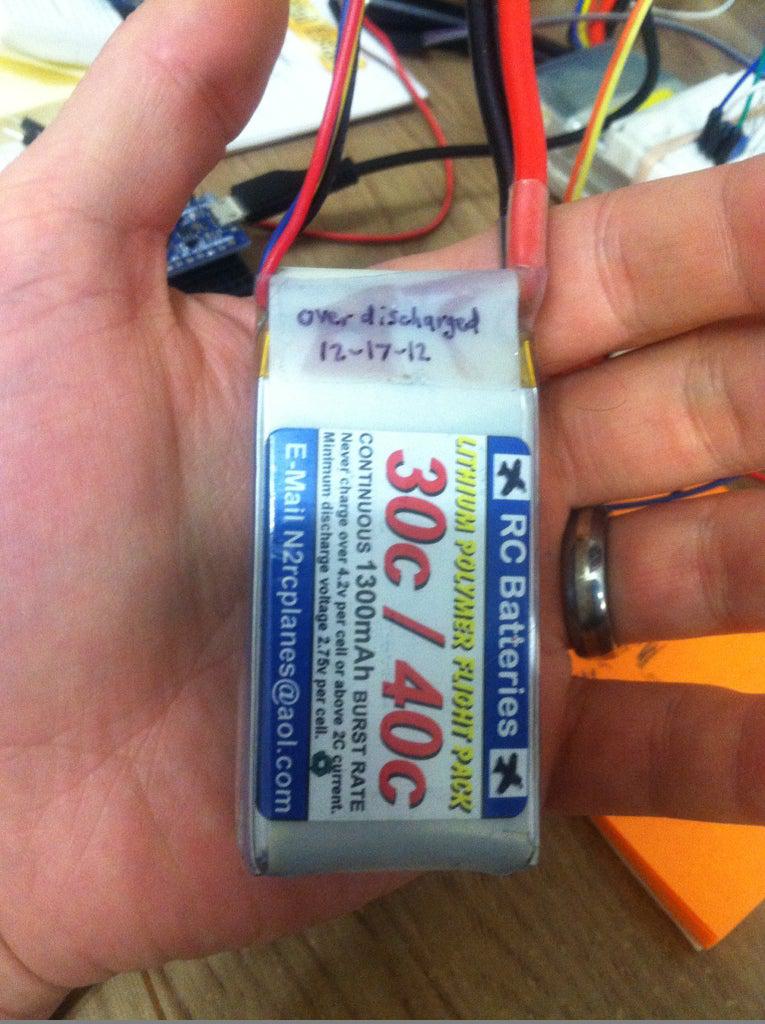 over discharged
12-17-12
RC Batteries
LITHIUM POLYMER FLIGHT PACK
30c / 40c
CONTINUOUS 1300mAh BURST RATE
Never charge over 4.2v per cell or above 2C current.
Minimum discharge voltage 2.75v per cell.
E-Mail N2rcplanes@aol.com